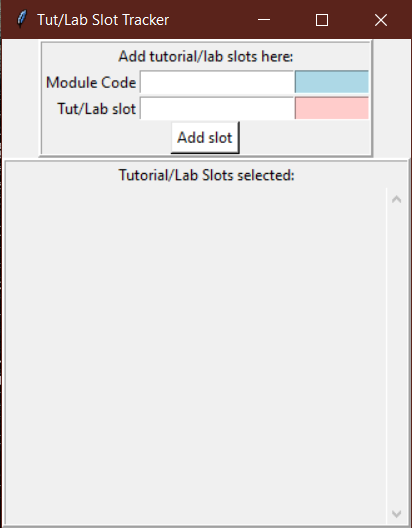 Tut/Lab Slot Tracker
Add tutorial/lab slots here:
Module Code
Tut/Lab slot
Add slot
Tutorial/Lab Slots selected: